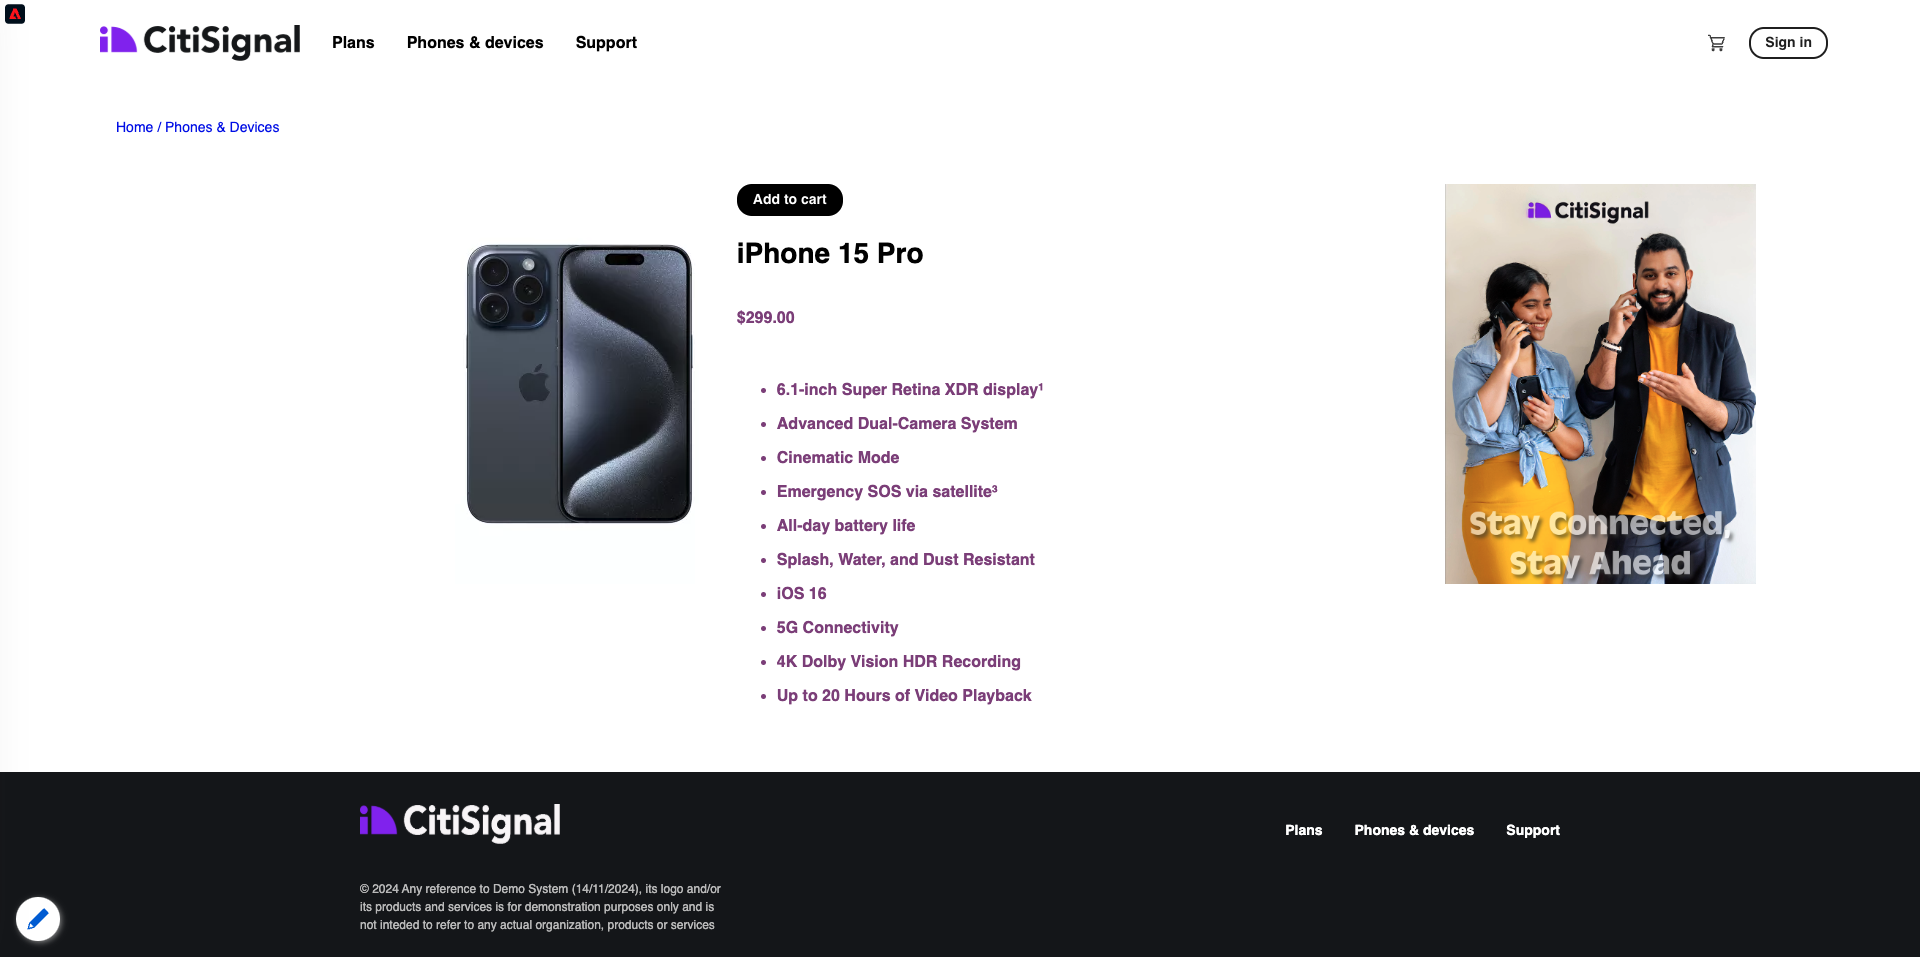 CitiSignal
Plans
Phones & devices
Support
Sign in
Home / Phones & Devices
Add to cart
iPhone 15 Pro
$299.00
6.1-inch Super Retina XDR display¹
Advanced Dual-Camera System
Cinematic Mode
Emergency SOS via satellite³
All-day battery life
Splash, Water, and Dust Resistant
iOS 16
5G Connectivity
4K Dolby Vision HDR Recording
Up to 20 Hours of Video Playback
CitiSignal
Stay Connected,
Stay Ahead
CitiSignal
Plans
Phones & devices
Support
© 2024 Any reference to Demo System (14/11/2024), its logo and/or
its products and services is for demonstration purposes only and is
not inteded to refer to any actual organization, products or services